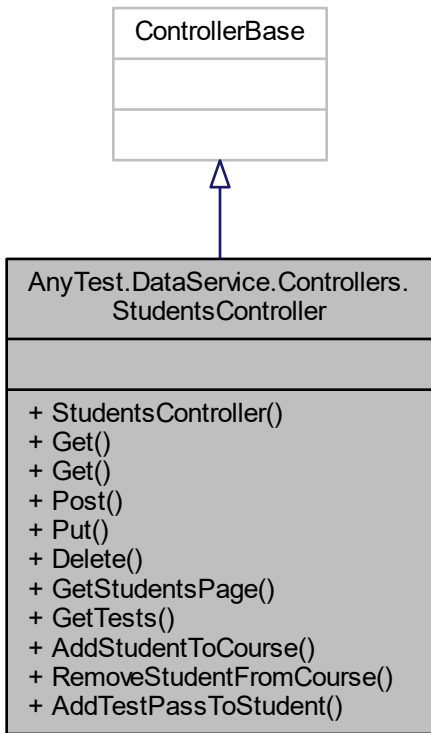 ControllerBase
AnyTest.DataService.Controllers.
StudentsController
+ StudentsController()
+ Get()
+ Get()
+ Post()
+ Put()
+ Delete()
+ GetStudentsPage()
+ GetTests()
+ AddStudentToCourse()
+ RemoveStudentFromCourse()
+ AddTestPassToStudent()